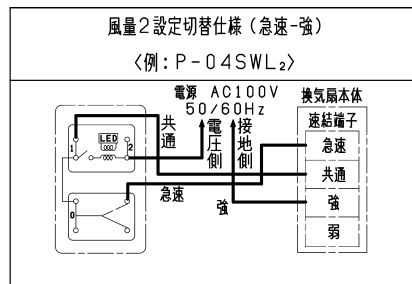 風量2設定切替仕様（急速-強）
〈例：P-04SWL₂〉
電源 AC100V
50/60Hz
換気扇本体
速結端子
共通
電圧側
接地側
LED
1
2
急速
共通
強
弱
急速
強
0